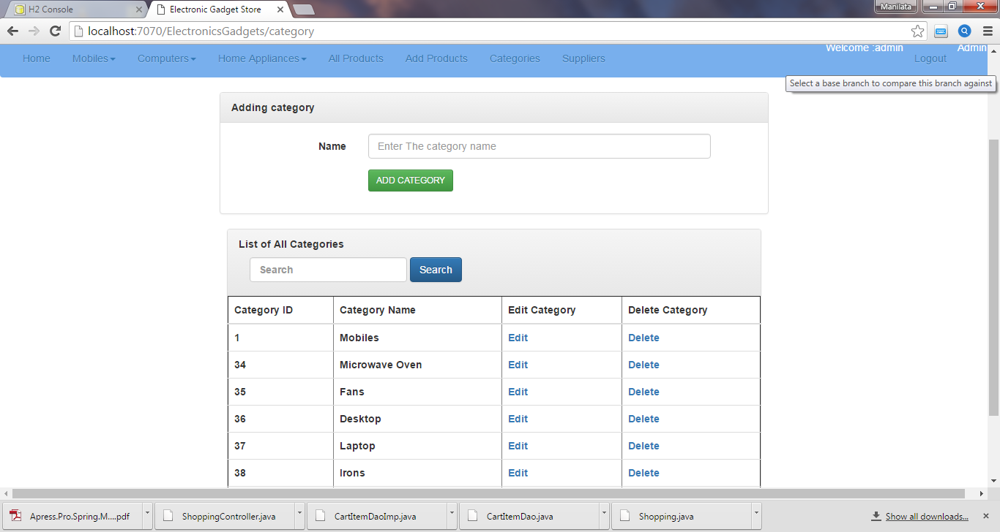 H2 Console
Electronic Gadget Store
Manilata
localhost:7070/ElectronicsGadgets/category
Welcome :admin
Admin
Home
Mobiles
Computers
Home Appliances
All Products
Add Products
Categories
Suppliers
Logout
Select a base branch to compare this branch against
Adding category
Name
Enter The category name
ADD CATEGORY
List of All Categories
Search
Search
Category ID Category Name Edit Category Delete Category
1 Mobiles Edit Delete
34 Microwave Oven Edit Delete
35 Fans Edit Delete
36 Desktop Edit Delete
37 Laptop Edit Delete
38 Irons Edit Delete
Apress.Pro.Spring.M....pdf
ShoppingController.java
CartItemDaoImp.java
CartItemDao.java
Shopping.java
Show all downloads...